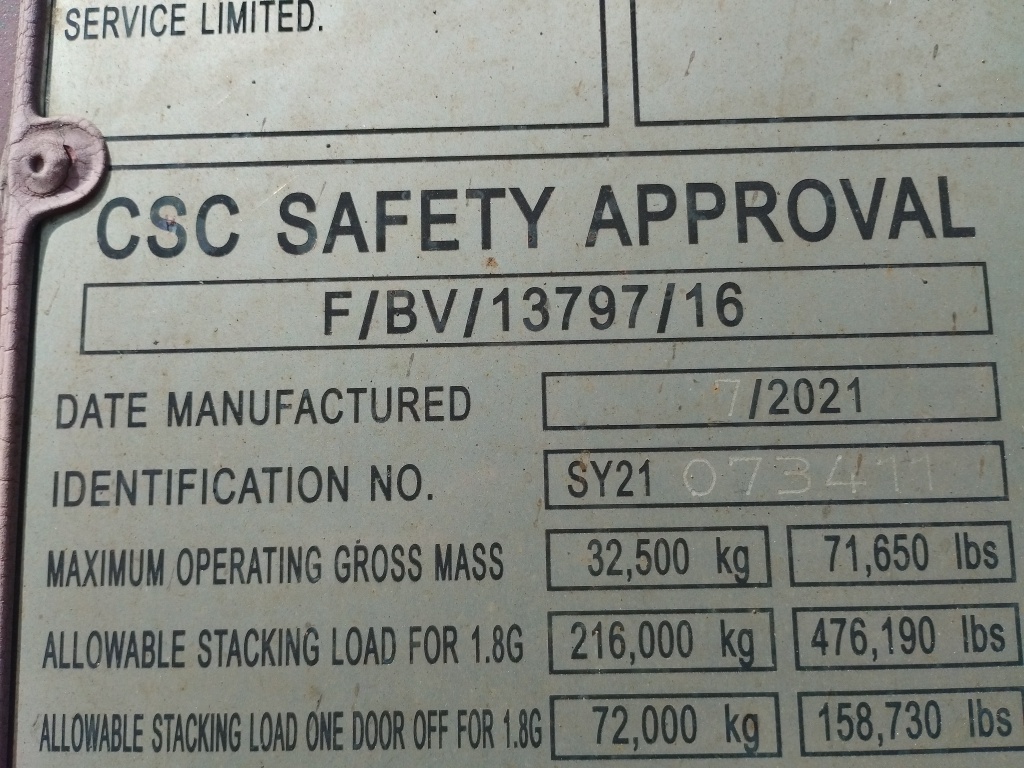 SERVICE LIMITED.
CSC SAFETY APPROVAL
F/BV/13797/16
DATE MANUFACTURED 7/2021
IDENTIFICATION NO. SY21 073411
MAXIMUM OPERATING GROSS MASS 32,500 kg 71,650 lbs
ALLOWABLE STACKING LOAD FOR 1.8G 216,000 kg 476,190 lbs
ALLOWABLE STACKING LOAD ONE DOOR OFF FOR 1.8G 72,000 kg 158,730 lbs